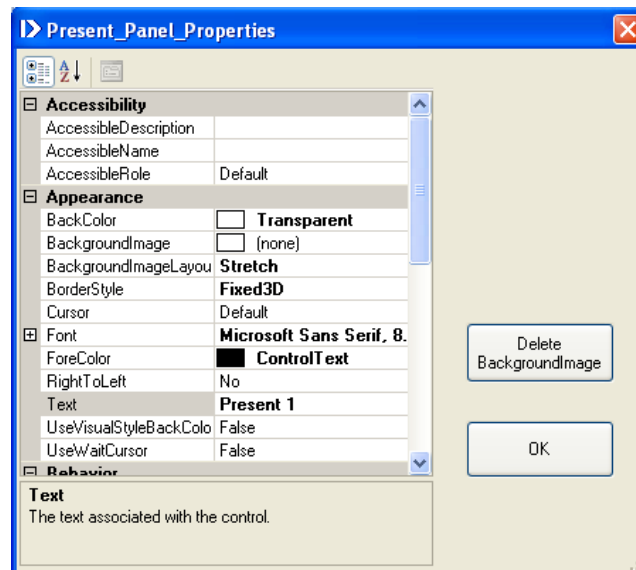 Present_Panel_Properties
Accessibility
AccessibleDescription
AccessibleName
AccessibleRole Default
Appearance
BackColor Transparent
BackgroundImage (none)
BackgroundImageLayou Stretch
BorderStyle Fixed3D
Cursor Default
Font Microsoft Sans Serif, 8.
ForeColor ControlText
RightToLeft No
Text Present 1
UseVisualStyleBackColo False
UseWaitCursor False
Behavior
Text
The text associated with the control.
Delete
BackgroundImage
OK